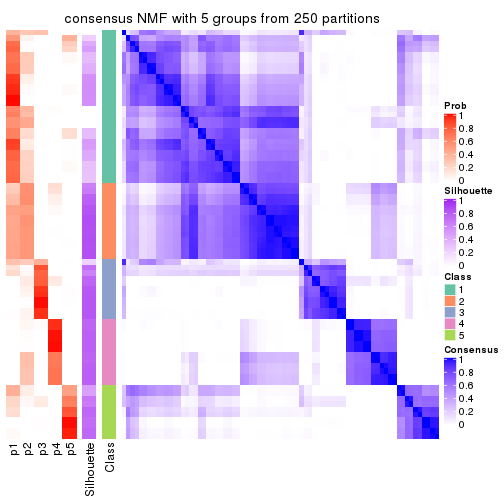 consensus NMF with 5 groups from 250 partitions
Prob
1
0.8
0.6
0.4
0.2
0
Silhouette
1
0.8
0.6
0.4
0.2
0
Class
1
2
3
4
5
Consensus
1
0.8
0.6
0.4
0.2
0
p1
p2
p3
p4
p5
Silhouette
Class